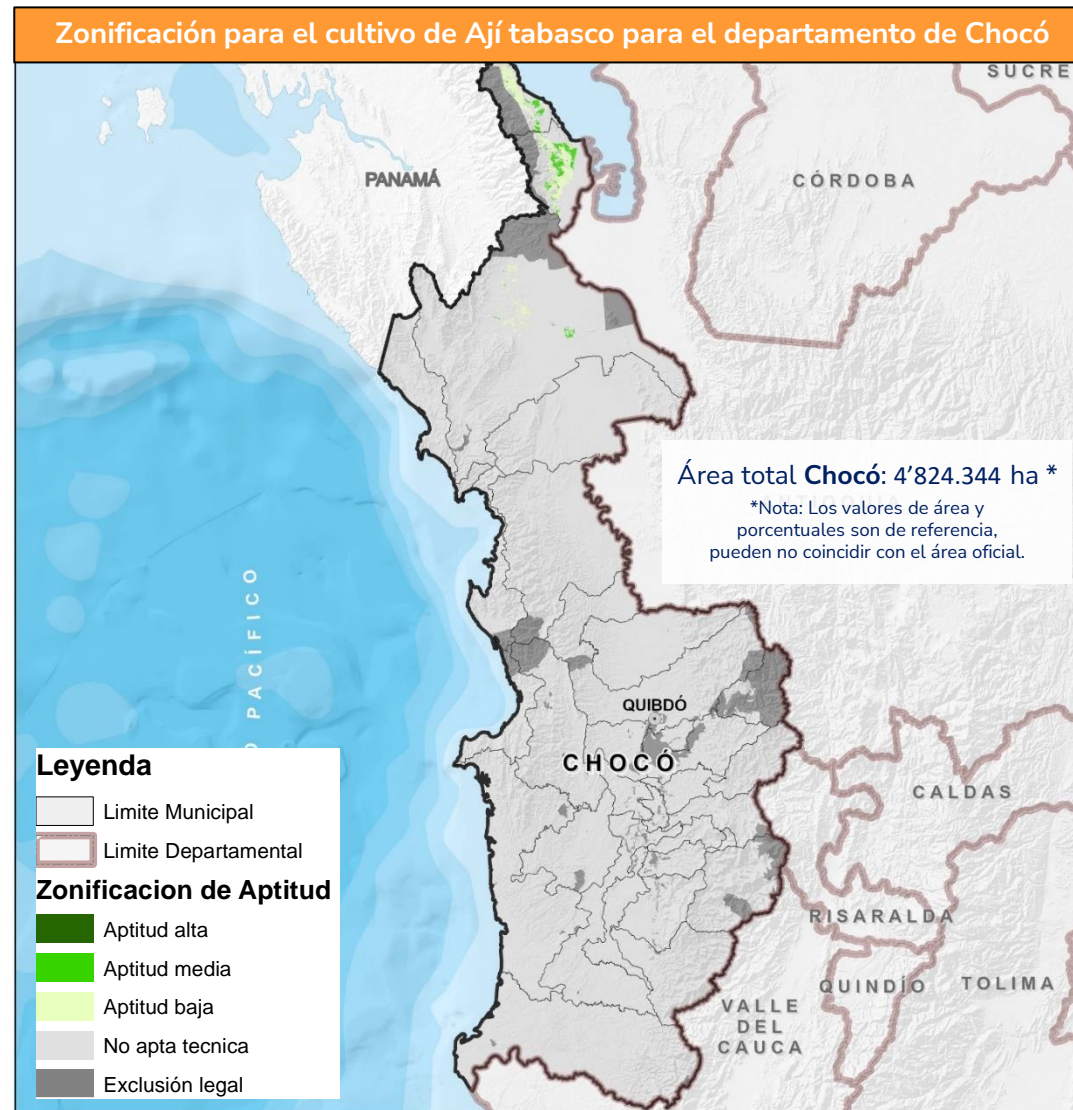 Zonificación para el cultivo de Ají tabasco para el departamento de Chocó
SUCRE
PANAMÁ
CÓRDOBA
Área total Chocó: 4’824.344 ha *
*Nota: Los valores de área y
porcentuales son de referencia,
pueden no coincidir con el área oficial.
PACÍFICO
QUIBDÓ
CHOCÓ
CALDAS
RISARALDA
QUINDÍO
TOLIMA
VALLE
DEL
CAUCA
Leyenda
Limite Municipal
Limite Departamental
Zonificacion de Aptitud
Aptitud alta
Aptitud media
Aptitud baja
No apta tecnica
Exclusión legal